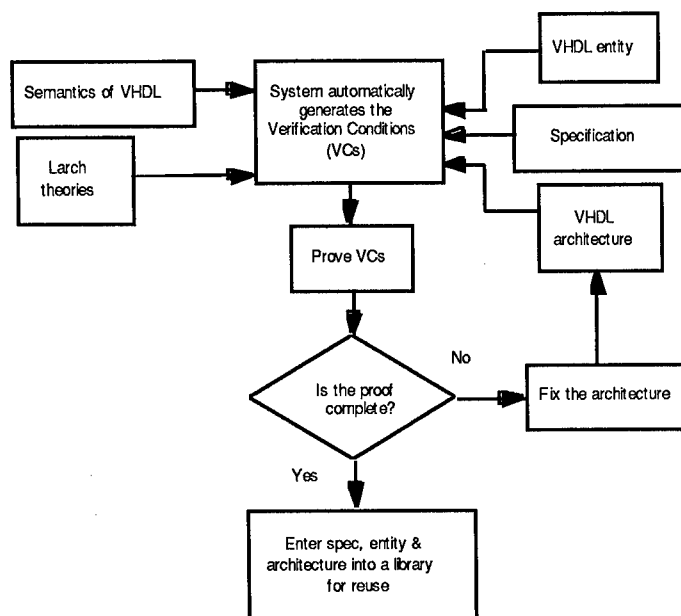 VHDL entity
Semantics of VHDL
System automatically
generates the
Verification Conditions
(VCs)
Specification
Larch
theories
VHDL
architecture
Prove VCs
No
Is the proof
complete?
Fix the architecture
Yes
Enter spec, entity &
architecture into a library
for reuse